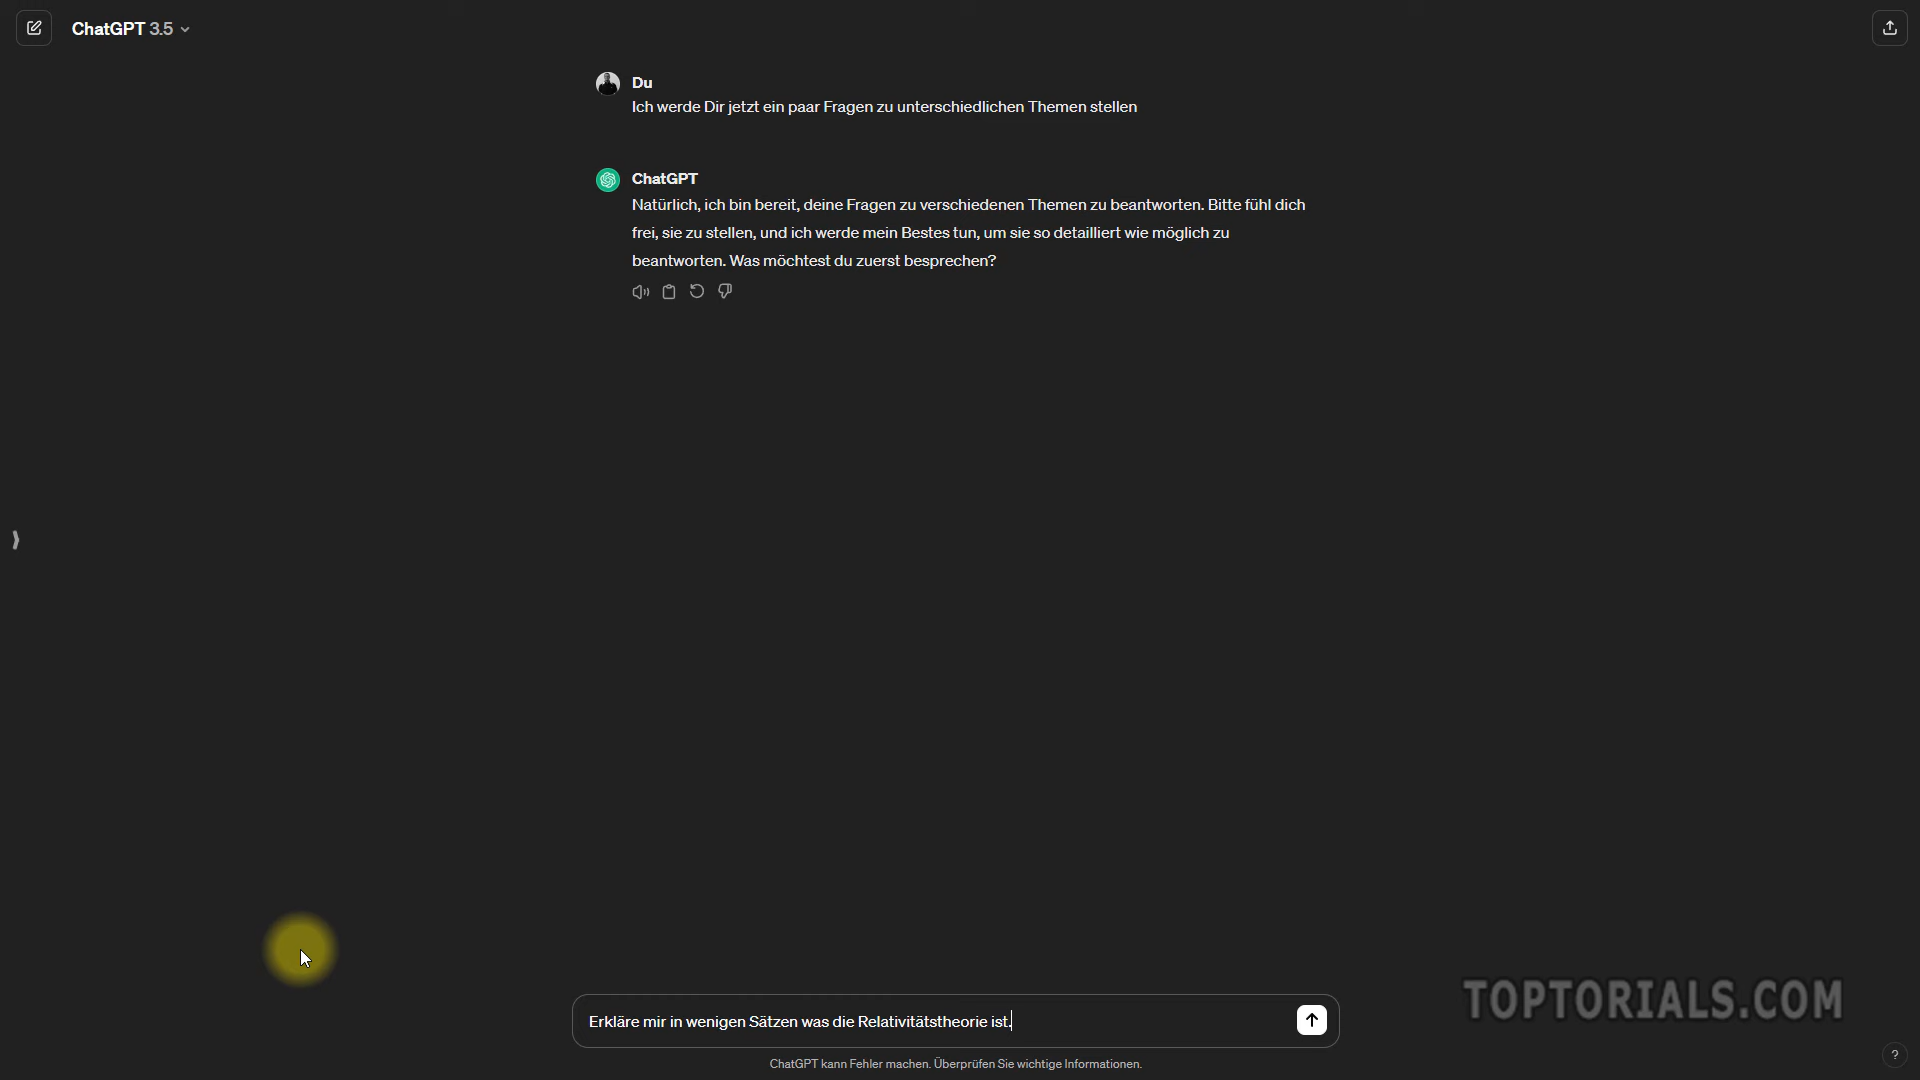 ChatGPT 3.5
Du
Ich werde Dir jetzt ein paar Fragen zu unterschiedlichen Themen stellen
ChatGPT
Natürlich, ich bin bereit, deine Fragen zu verschiedenen Themen zu beantworten. Bitte fühl dich
frei, sie zu stellen, und ich werde mein Bestes tun, um sie so detailliert wie möglich zu
beantworten. Was möchtest du zuerst besprechen?
TOPTORIALS.COM
Erkläre mir in wenigen Sätzen was die Relativitätstheorie ist.
ChatGPT kann Fehler machen. Überprüfen Sie wichtige Informationen.
?